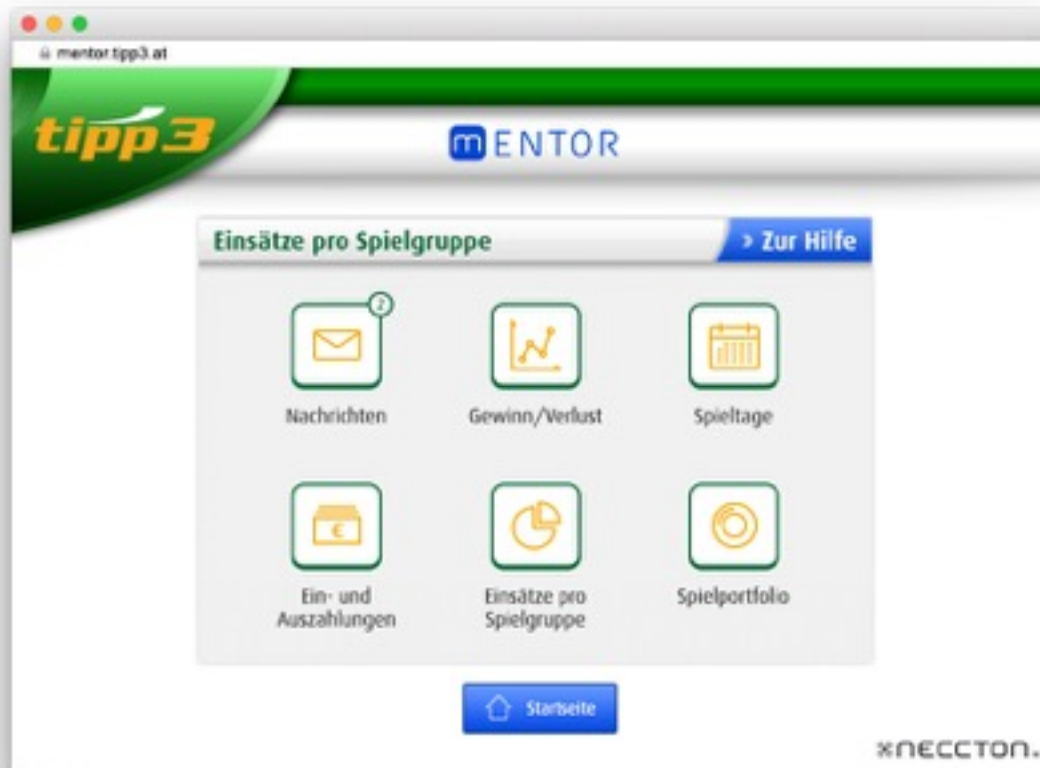 mentor.tipp3.at
tipp3
mENTOR
Einsätze pro Spielgruppe
» Zur Hilfe
2
Nachrichten
Gewinn/Verlust
Spieltage
€
Ein- und
Auszahlungen
Einsätze pro
Spielgruppe
Spielportfolio
Startseite
NECCTON.